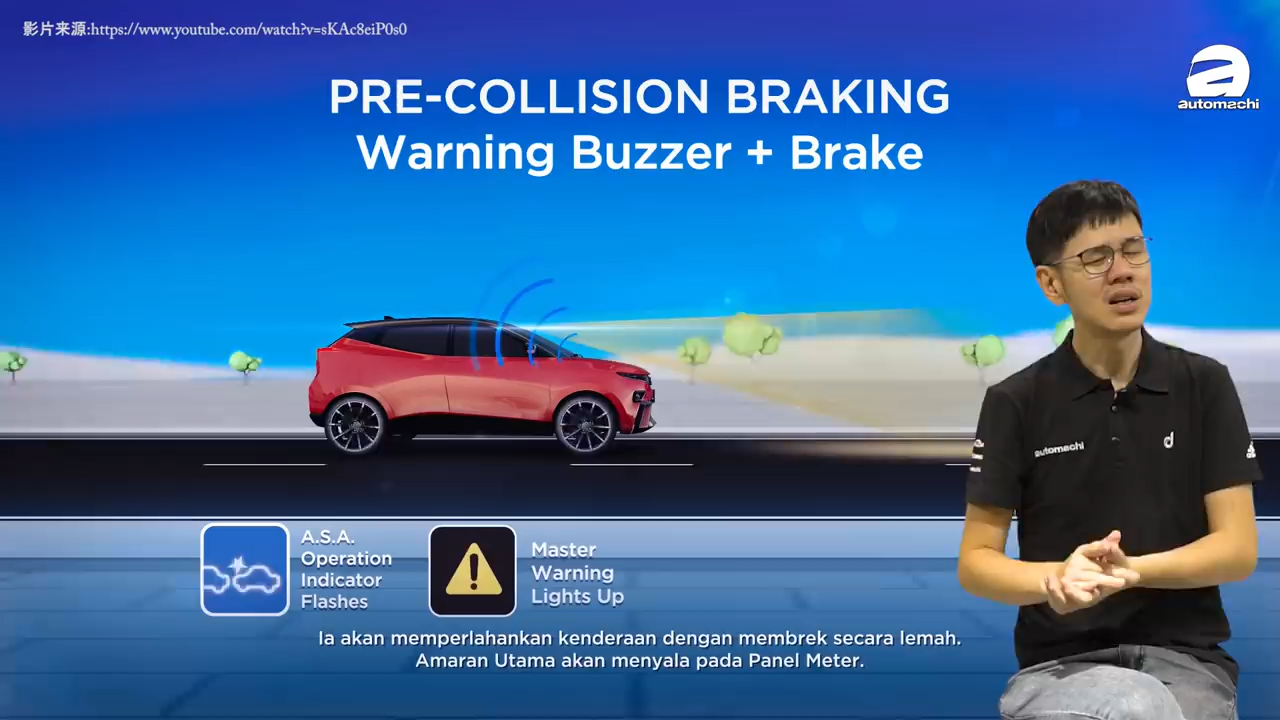 影片来源:https://www.youtube.com/watch?v=sKAc8eiP0s0
automachi
PRE-COLLISION BRAKING
Warning Buzzer + Brake
automachi
d
A.S.A.
Operation
Indicator
Flashes
Master
Warning
Lights Up
Ia akan memperlahankan kenderaan dengan membrek secara lemah.
Amaran Utama akan menyala pada Panel Meter.